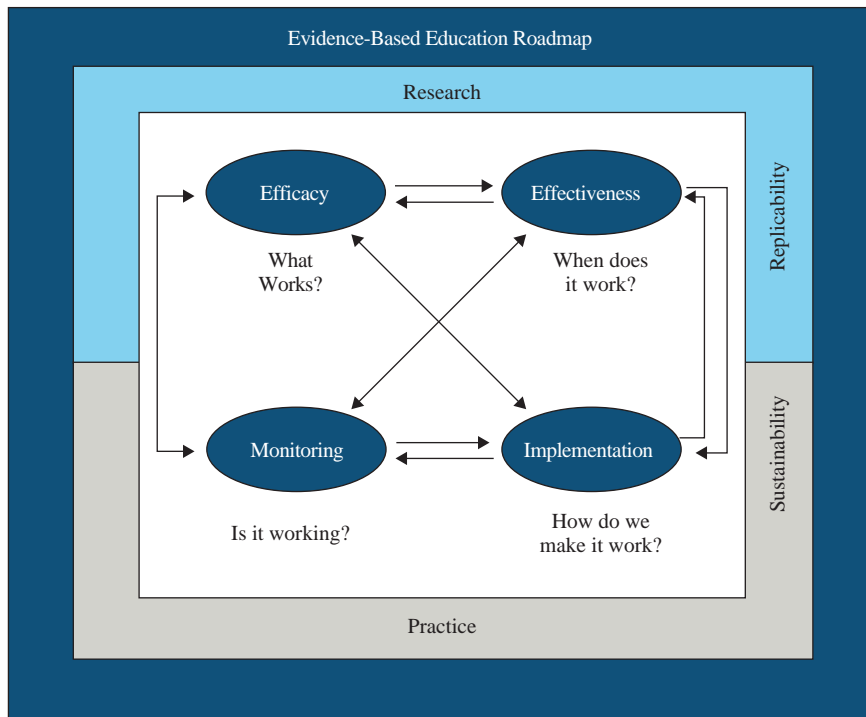 Evidence-Based Education Roadmap
Research
Efficacy
Effectiveness
What
Works?
When does
it work?
Replicability
Monitoring
Implementation
Is it working?
How do we
make it work?
Sustainability
Practice